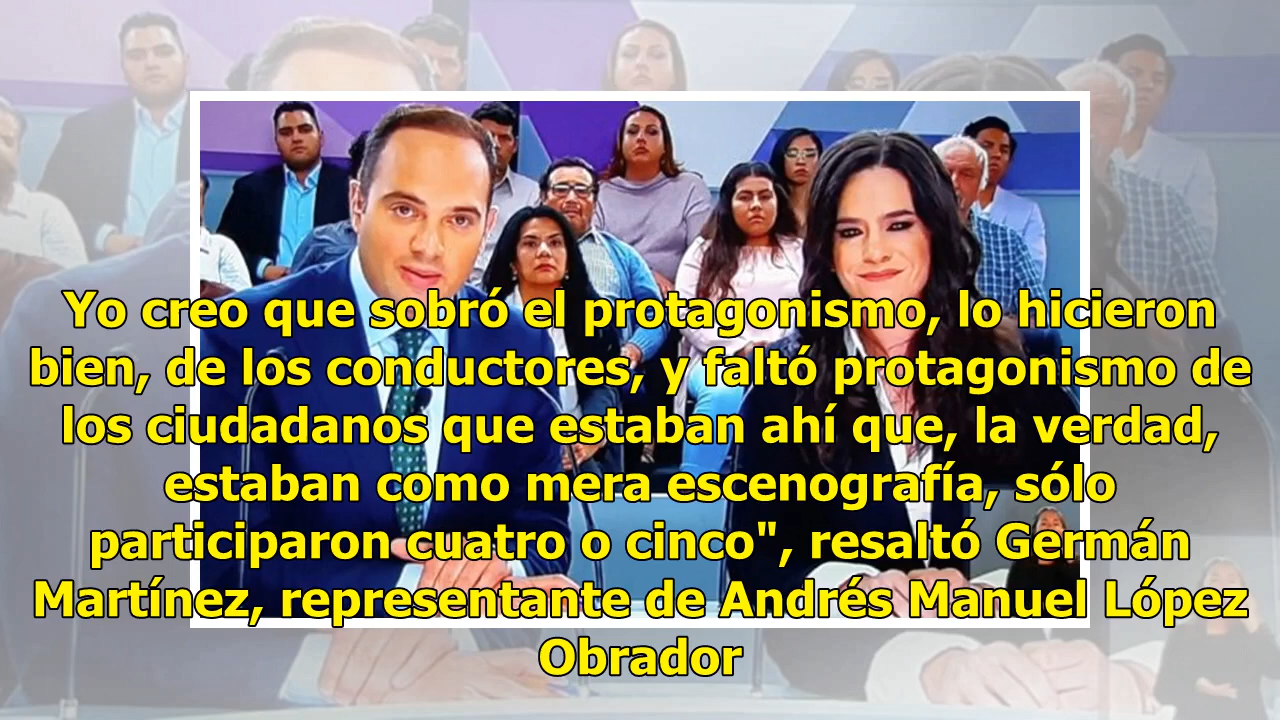 Yo creo que sobró el protagonismo, lo hicieron
bien, de los conductores, y faltó protagonismo de
los ciudadanos que estaban ahí que, la verdad,
estaban como mera escenografía, sólo
participaron cuatro o cinco", resaltó Germán
Martínez, representante de Andrés Manuel López
Obrador